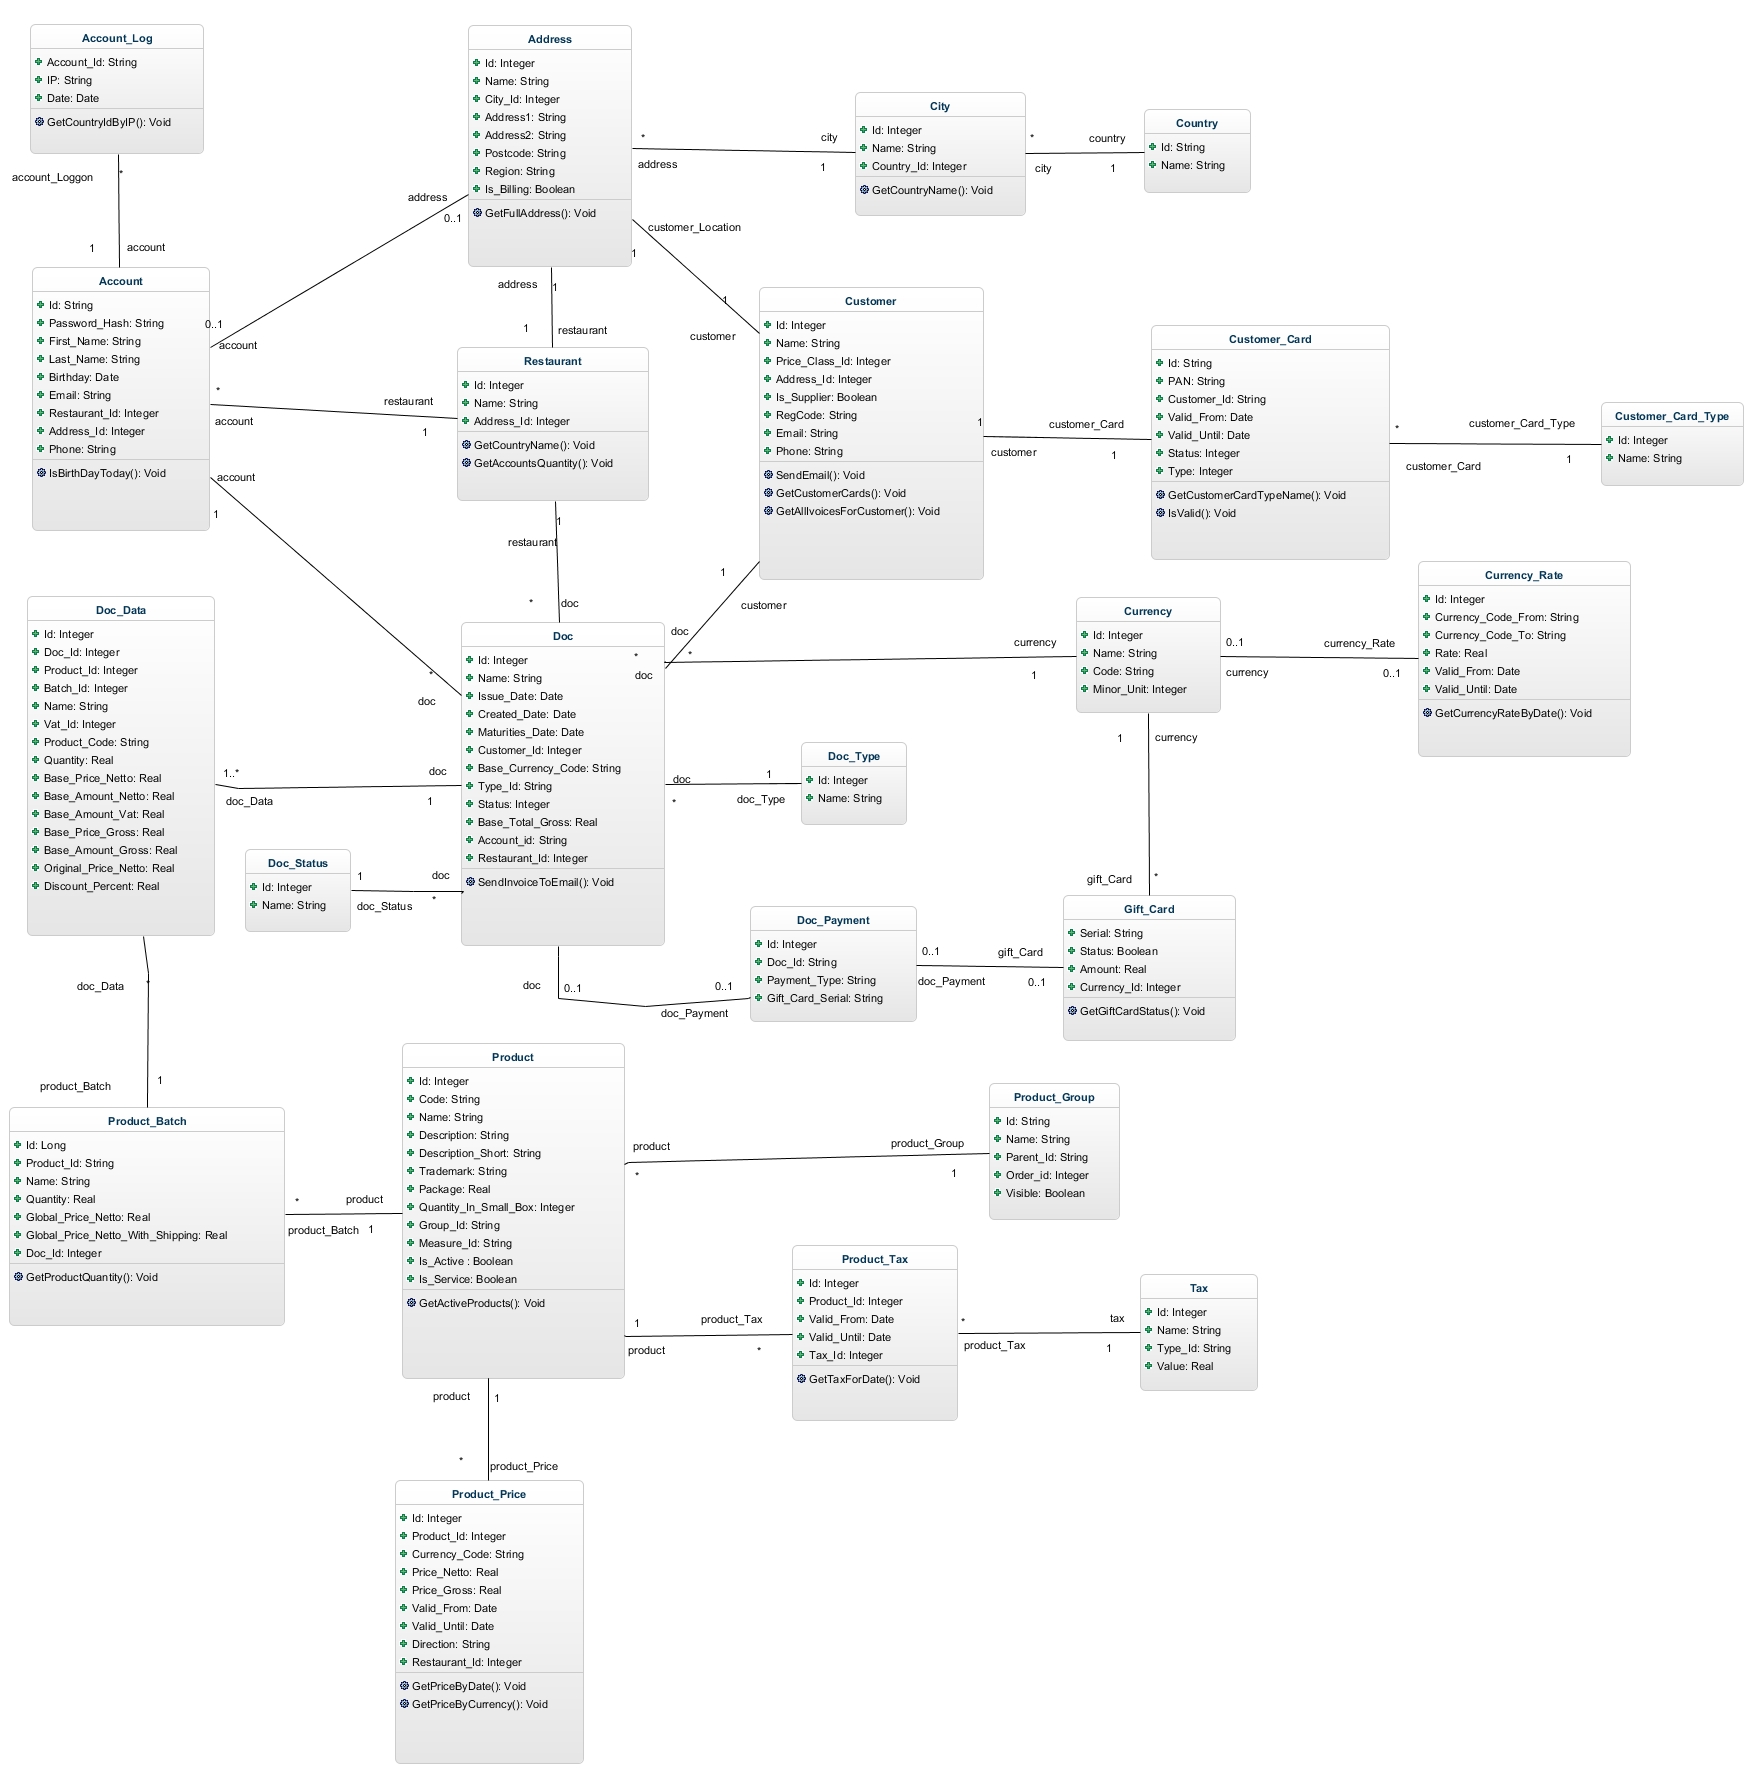 Account_Log
Account_Id: String
IP: String
Date: Date
GetCountryIdByIP(): Void
account_Loggon
*
1
account
Address
Id: Integer
Name: String
City_Id: Integer
Address1: String
Address2: String
Postcode: String
Region: String
Is_Billing: Boolean
GetFullAddress(): Void
*
address
city
1
City
Id: Integer
Name: String
Country_Id: Integer
GetCountryName(): Void
*
city
country
1
Country
Id: String
Name: String
address
0..1
0..1
account
customer_Location
1
1
customer
address
1
1
restaurant
Account
Id: String
Password_Hash: String
First_Name: String
Last_Name: String
Birthday: Date
Email: String
Restaurant_Id: Integer
Address_Id: Integer
Phone: String
IsBirthDayToday(): Void
*
account
restaurant
1
account
1
*
doc
Restaurant
Id: Integer
Name: String
Address_Id: Integer
GetCountryName(): Void
GetAccountsQuantity(): Void
1
restaurant
*
doc
Customer
Id: Integer
Name: String
Price_Class_Id: Integer
Address_Id: Integer
Is_Supplier: Boolean
RegCode: String
Email: String
Phone: String
SendEmail(): Void
GetCustomerCards(): Void
GetAllIvoicesForCustomer(): Void
1
customer
customer_Card
1
Customer_Card
Id: String
PAN: String
Customer_Id: String
Valid_From: Date
Valid_Until: Date
Status: Integer
Type: Integer
GetCustomerCardTypeName(): Void
IsValid(): Void
*
customer_Card
customer_Card_Type
1
Customer_Card_Type
Id: Integer
Name: String
1
customer
doc
*
*
doc
currency
1
Currency
Id: Integer
Name: String
Code: String
Minor_Unit: Integer
0..1
currency
currency_Rate
0..1
Currency_Rate
Id: Integer
Currency_Code_From: String
Currency_Code_To: String
Rate: Real
Valid_From: Date
Valid_Until: Date
GetCurrencyRateByDate(): Void
Doc_Data
Id: Integer
Doc_Id: Integer
Product_Id: Integer
Batch_Id: Integer
Name: String
Vat_Id: Integer
Product_Code: String
Quantity: Real
Base_Price_Netto: Real
Base_Amount_Netto: Real
Base_Amount_Vat: Real
Base_Price_Gross: Real
Base_Amount_Gross: Real
Original_Price_Netto: Real
Discount_Percent: Real
1..*
doc_Data
doc
1
Doc
Id: Integer
Name: String
Issue_Date: Date
Created_Date: Date
Maturities_Date: Date
Customer_Id: Integer
Base_Currency_Code: String
Type_Id: String
Status: Integer
Base_Total_Gross: Real
Account_id: String
Restaurant_Id: Integer
SendInvoiceToEmail(): Void
doc
*
1
doc_Type
Doc_Type
Id: Integer
Name: String
Doc_Status
Id: Integer
Name: String
1
doc_Status
doc
*
1
currency
gift_Card
*
doc
0..1
0..1
doc_Payment
Doc_Payment
Id: Integer
Doc_Id: String
Payment_Type: String
Gift_Card_Serial: String
0..1
doc_Payment
gift_Card
0..1
Gift_Card
Serial: String
Status: Boolean
Amount: Real
Currency_Id: Integer
GetGiftCardStatus(): Void
doc_Data
*
product_Batch
1
Product_Batch
Id: Long
Product_Id: String
Name: String
Quantity: Real
Global_Price_Netto: Real
Global_Price_Netto_With_Shipping: Real
Doc_Id: Integer
GetProductQuantity(): Void
*
product_Batch
product
1
Product
Id: Integer
Code: String
Name: String
Description: String
Description_Short: String
Trademark: String
Package: Real
Quantity_In_Small_Box: Integer
Group_Id: String
Measure_Id: String
Is_Active : Boolean
Is_Service: Boolean
GetActiveProducts(): Void
product
*
product_Group
1
Product_Group
Id: String
Name: String
Parent_Id: String
Order_id: Integer
Visible: Boolean
1
product
product_Tax
*
Product_Tax
Id: Integer
Product_Id: Integer
Valid_From: Date
Valid_Until: Date
Tax_Id: Integer
GetTaxForDate(): Void
*
product_Tax
tax
1
Tax
Id: Integer
Name: String
Type_Id: String
Value: Real
product
1
*
product_Price
Product_Price
Id: Integer
Product_Id: Integer
Currency_Code: String
Price_Netto: Real
Price_Gross: Real
Valid_From: Date
Valid_Until: Date
Direction: String
Restaurant_Id: Integer
GetPriceByDate(): Void
GetPriceByCurrency(): Void